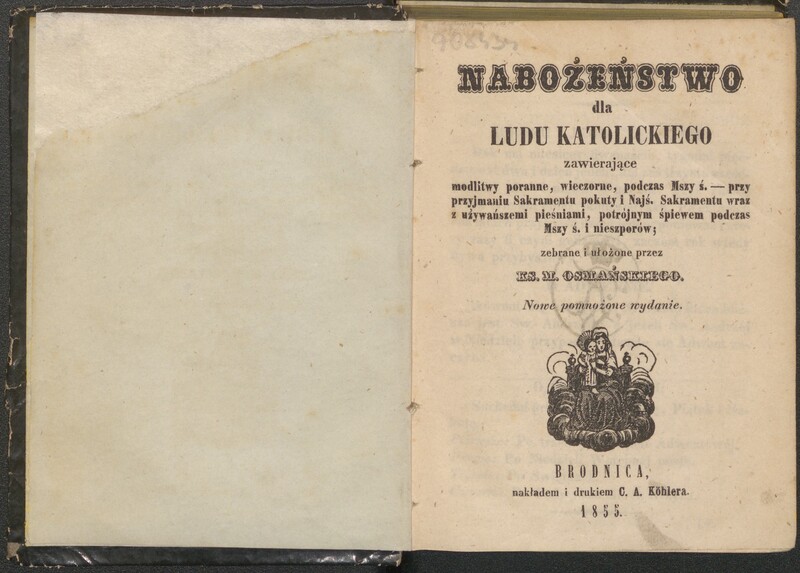 NABOŻEŃSTWO
dla
LUDU KATOLICKIEGO
zawierające
modlitwy poranne, wieczorne, podczas Mszy ś. — przy
przyjmaniu Sakramentu pokuty i Najś. Sakramentu wraz
z używańszemi pieśniami, potrójnym śpiewem podczas
Mszy ś. i nieszporów;
zebrane i ułożone przez
KS. M. OSMAŃSKIEGO.
Nowe pomnożone wydanie.
BRODNICA,
nakładem i drukiem C. A. Köhlera.
1855.